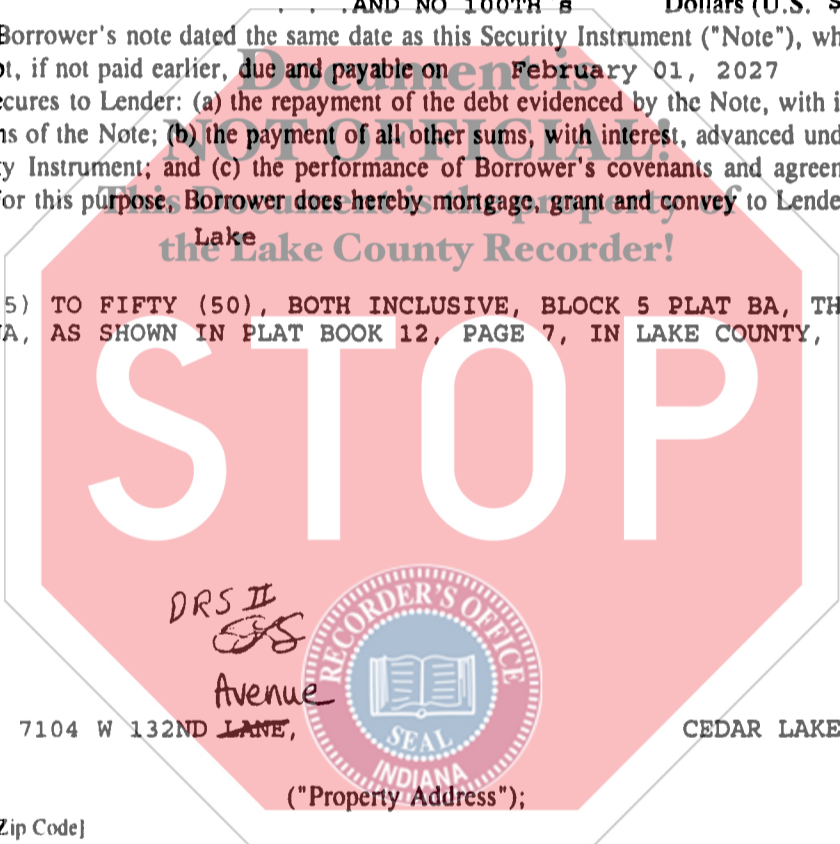 . . .AND NO 100TH S Dollars (U.S. $
Borrower's note dated the same date as this Security Instrument ("Note"), wh
ot, if not paid earlier, due and payable on February 01, 2027
ecures to Lender: (a) the repayment of the debt evidenced by the Note, with i
ns of the Note; (b) the payment of all other sums, with interest, advanced und
ty Instrument; and (c) the performance of Borrower's covenants and agreen
or this purpose, Borrower does hereby mortgage, grant and convey to Lende
Lake
Document is
NOT OFFICIAL!
This Document is the property of
the Lake County Recorder!
5) TO FIFTY (50), BOTH INCLUSIVE, BLOCK 5 PLAT BA, TH
A, AS SHOWN IN PLAT BOOK 12, PAGE 7, IN LAKE COUNTY,
STOP
DRS II
RECORDER'S OFFICE
SEAL
INDIANA
Avenue
7104 W 132ND LANE, CEDAR LAKE
("Property Address");
Zip Code]